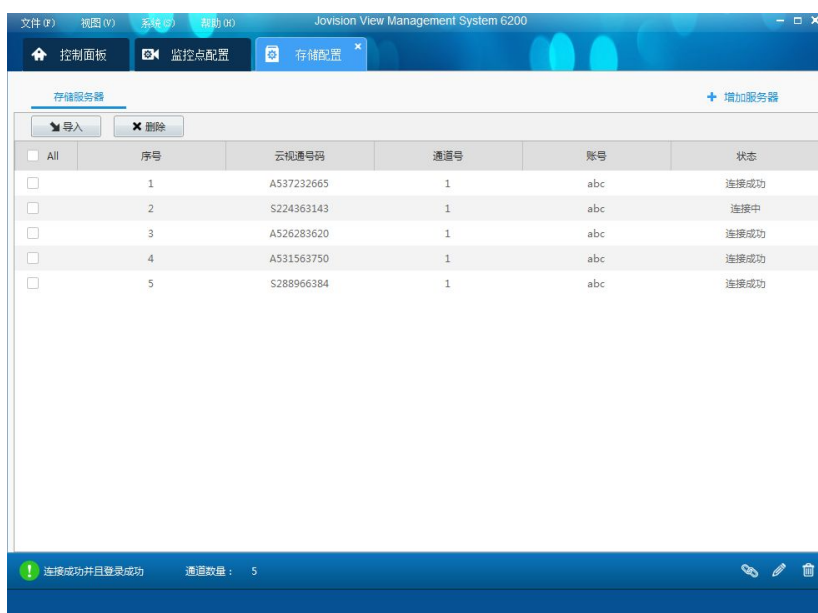 文件(F) 视图(V) 系统(C) 帮助(H) Jovision View Management System 6200
控制面板 监控点配置 存储配置
存储服务器 增加服务器
导入 删除
All 序号 云视通号码 通道号 账号 状态
1 A537232665 1 abc 连接成功
2 S224363143 1 abc 连接中
3 A526283620 1 abc 连接成功
4 A531563750 1 abc 连接成功
5 S288966384 1 abc 连接成功
连接成功并且登录成功 通道数量: 5